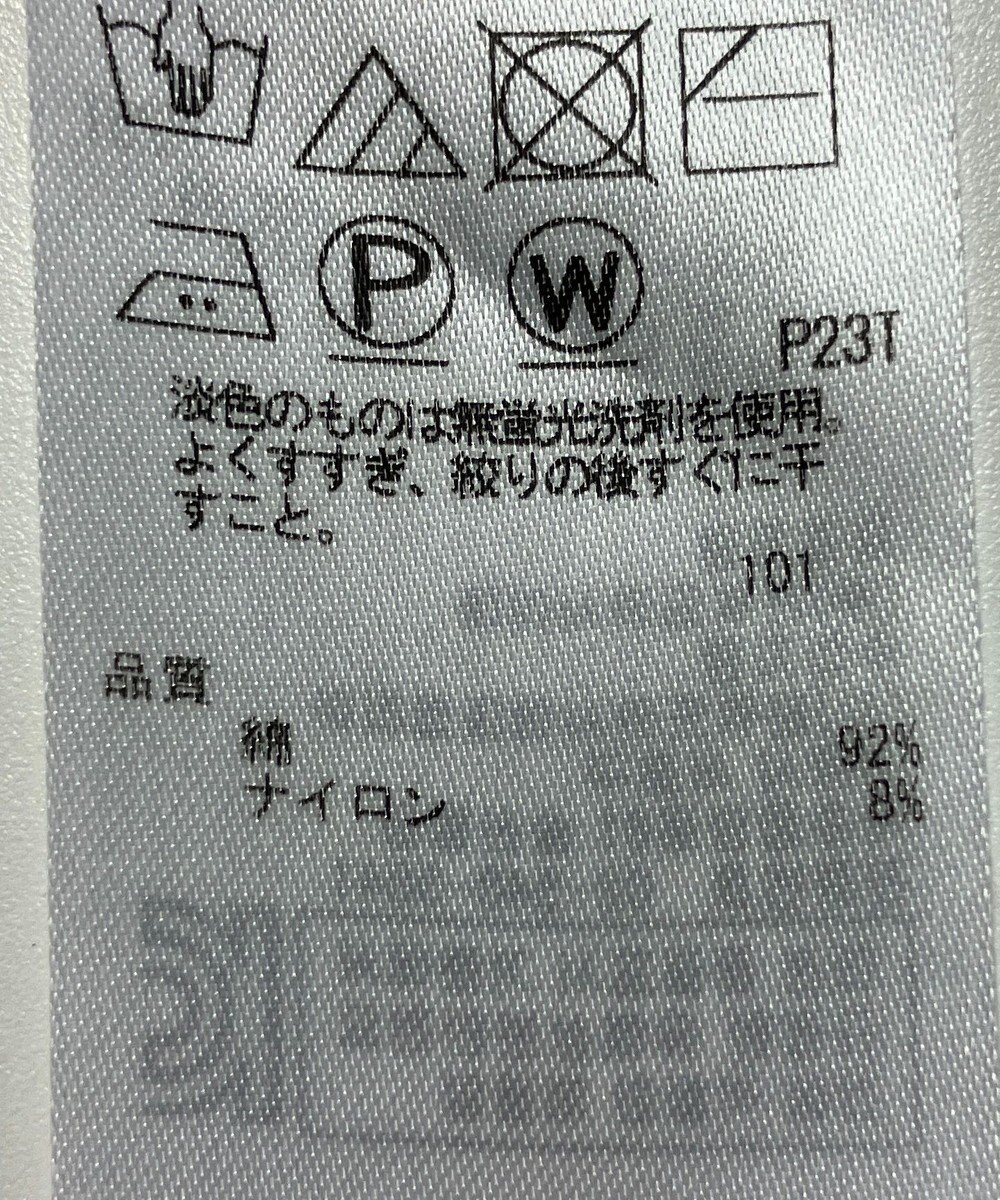 P
W
P23T
淡色のものは無蛍光洗剤を使用。
よくすすぎ、絞りの後すぐに干
すこと。
101
品質
綿 92%
ナイロン 8%